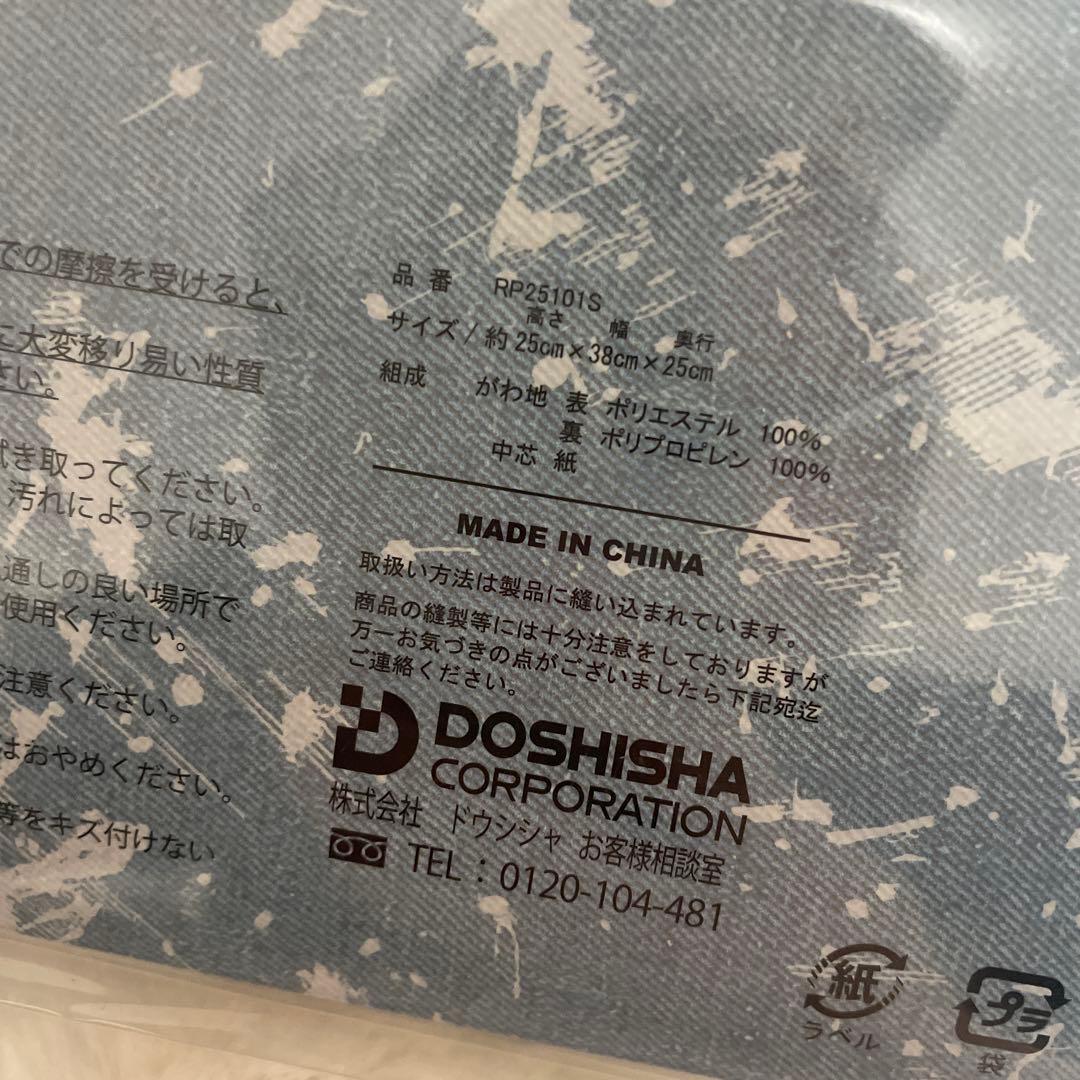 での摩擦を受けると、
に大変移り易い性質
さい。
拭き取ってください。
汚れによっては取
通しの良い場所で
使用ください。
注意ください。
はおやめください。
等をキズ付けない
品番 RP25101S
高さ 幅 奥行
サイズ/約25cm×38cm×25cm
組成 がわ地 表 ポリエステル 100%
裏 ポリプロピレン 100%
中芯 紙
MADE IN CHINA
取扱い方法は製品に縫い込まれています。
商品の縫製等には十分注意をしておりますが
万一お気づきの点がございましたら下記宛迄
ご連絡ください。
DOSHISHA
CORPORATION
株式会社 ドウシシャ お客様相談室
TEL:0120-104-481
紙
ラベル
プラ
袋